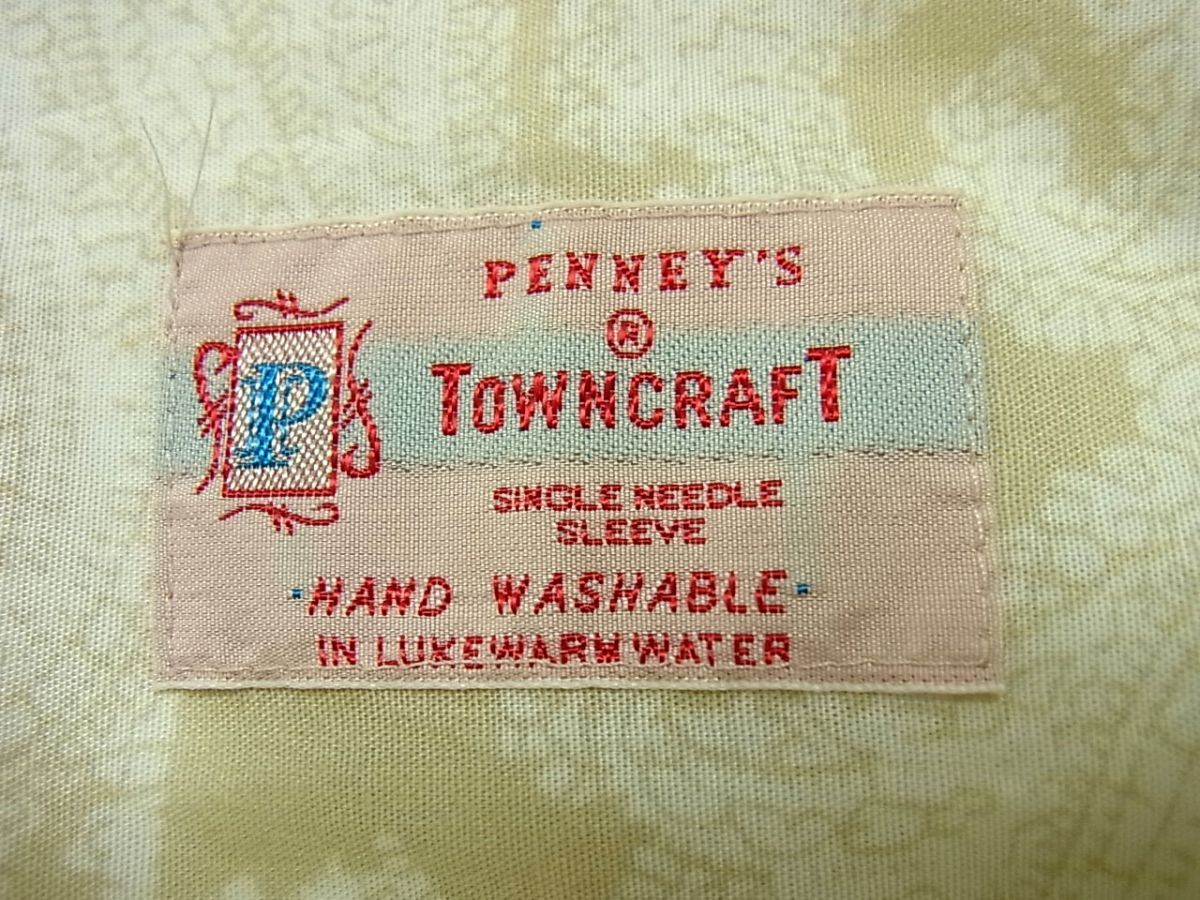 PENNEY'S
®
P
TOWNCRAFT
SINGLE NEEDLE
SLEEVE
HAND WASHABLE
IN LUKEWARM WATER